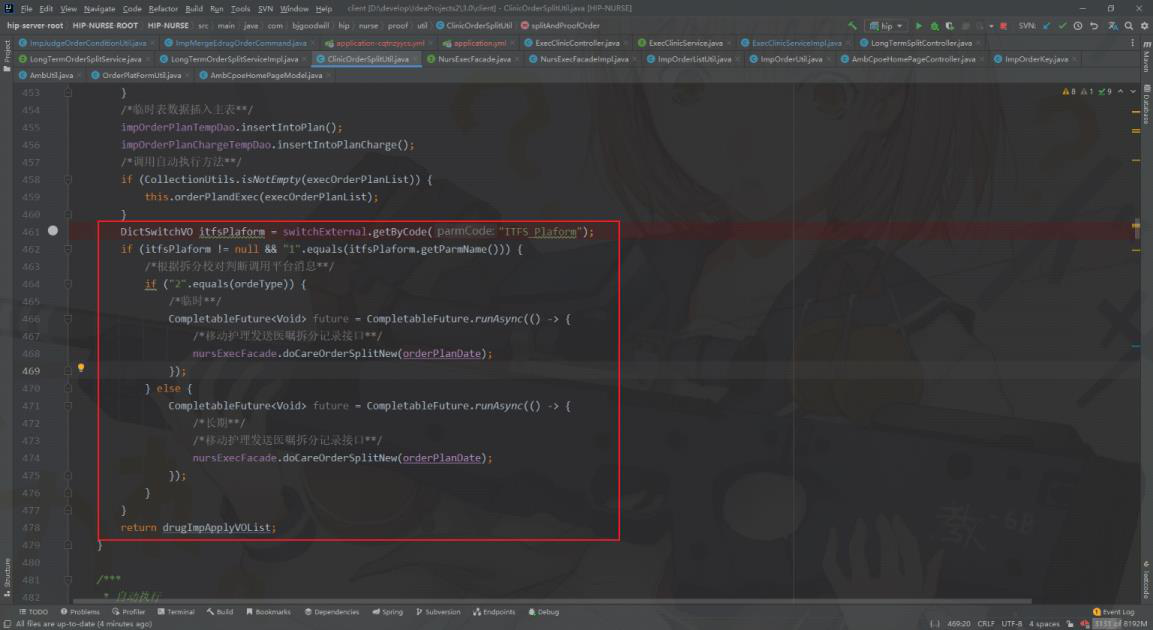 File Edit View Navigate Code Refactor Build Run Tools SVN Window Help client [D:\develop\IdeaProjects2\3.0\client] - ClinicOrderSplitUtil.java [HIP-NURSE]
hip-server-root HIP-NURSE-ROOT HIP-NURSE src main java com bjgoodwill hip nurse proof util ClinicOrderSplitUtil splitAndProofOrder hip SVN:
ImpJudgeOrderConditionUtil.java ImpMergeEdrugOrderCommand.java application-cqtnzyycs.yml application.yml ExecClinicController.java ExecClinicService.java ExecClinicServiceImpl.java LongTermSplitController.java
LongTermOrderSplitService.java LongTermOrderSplitServiceImpl.java ClinicOrderSplitUtil.java NursExecFacade.java NursExecFacadeImpl.java ImpOrderListUtil.java ImpOrderUtil.java AmbCpoeHomePageController.java ImpOrderKey.java
AmbUtil.java OrderPlatFormUtil.java AmbCpoeHomePageModel.java
Project
Maven
Database
8 1 9
453 }
454 /*临时表数据插入主表**/
455 impOrderPlanTempDao.insertIntoPlan();
456 impOrderPlanChargeTempDao.insertIntoPlanCharge();
457 /*调用自动执行方法**/
458 if (CollectionUtils.isNotEmpty(execOrderPlanList)) {
459 this.orderPlandExec(execOrderPlanList);
460 }
461 DictSwitchVO itfsPlaform = switchExternal.getByCode( parmCode: "ITFS_Plaform");
462 if (itfsPlaform != null && "1".equals(itfsPlaform.getParmName())) {
463 /*根据拆分校对判断调用平台消息**/
464 if ("2".equals(ordeType)) {
465 /*临时**/
466 CompletableFuture<Void> future = CompletableFuture.runAsync(() -> {
467 /*移动护理发送医嘱拆分记录接口**/
468 nursExecFacade.doCareOrderSplitNew(orderPlanDate);
469 });
470 } else {
471 CompletableFuture<Void> future = CompletableFuture.runAsync(() -> {
472 /*长期**/
473 /*移动护理发送医嘱拆分记录接口**/
474 nursExecFacade.doCareOrderSplitNew(orderPlanDate);
475 });
476 }
477 }
478 return drugImpApplyVOList;
479 }
480
481 /***
482 * 自动执行
Structure
leetcode
TODO Problems Profiler Terminal Build Bookmarks Dependencies Spring Subversion Endpoints Debug 1 Event Log
All files are up-to-date (4 minutes ago) 469:20 CRLF UTF-8 4 spaces 3151 of 8192M